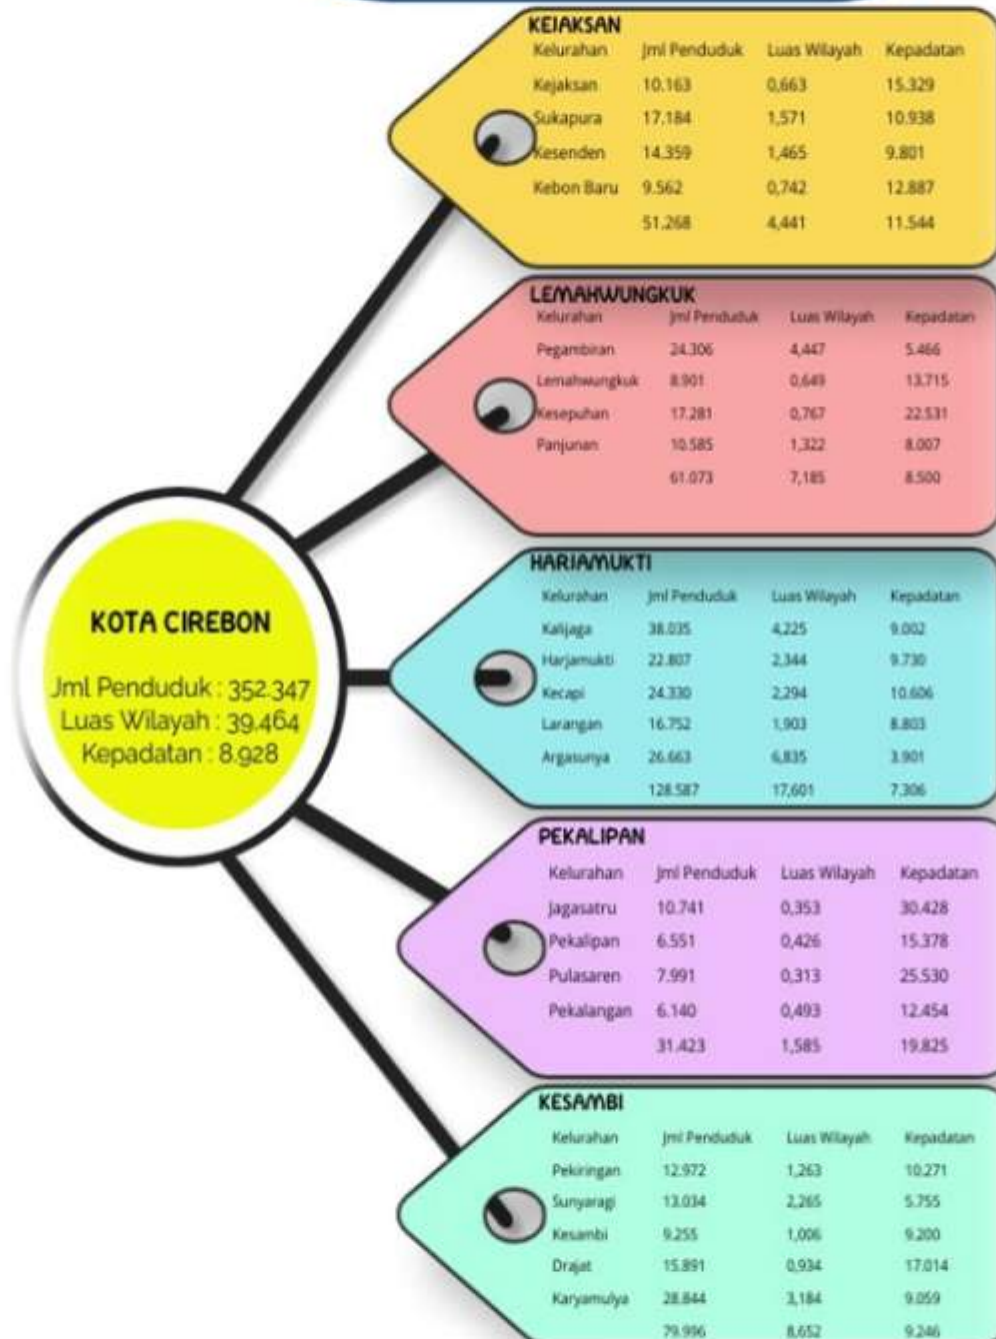 KEJAKSAN
Kelurahan Jml Penduduk Luas Wilayah Kepadatan
Kejaksan 10.163 0,663 15.329
Sukapura 17.184 1,571 10.938
Kesenden 14.359 1,465 9.801
Kebon Baru 9.562 0,742 12.887
51.268 4,441 11.544
LEMAHWUNGKUK
Kelurahan Jml Penduduk Luas Wilayah Kepadatan
Pegambiran 24.306 4,447 5.466
Lemahwungkuk 8.901 0,649 13.715
Kesepuhan 17.281 0,767 22.531
Panjunan 10.585 1,322 8.007
61.073 7,185 8.500
KOTA CIREBON
Jml Penduduk : 352.347
Luas Wilayah : 39,464
Kepadatan : 8.928
HARJAMUKTI
Kelurahan Jml Penduduk Luas Wilayah Kepadatan
Kalijaga 38.035 4,225 9.002
Harjamukti 22.807 2,344 9.730
Kecapi 24.330 2,294 10.606
Larangan 16.752 1,903 8.803
Argasunya 26.663 6,835 3.901
128.587 17,601 7.306
PEKALIPAN
Kelurahan Jml Penduduk Luas Wilayah Kepadatan
Jagasatru 10.741 0,353 30.428
Pekalipan 6.551 0,426 15.378
Pulasaren 7.991 0,313 25.530
Pekalangan 6.140 0,493 12.454
31.423 1,585 19.825
KESAMBI
Kelurahan Jml Penduduk Luas Wilayah Kepadatan
Pekiringan 12.972 1,263 10.271
Sunyaragi 13.034 2,265 5.755
Kesambi 9.255 1,006 9.200
Drajat 15.891 0,934 17.014
Karyamulya 28.844 3,184 9.059
79.996 8,652 9.246